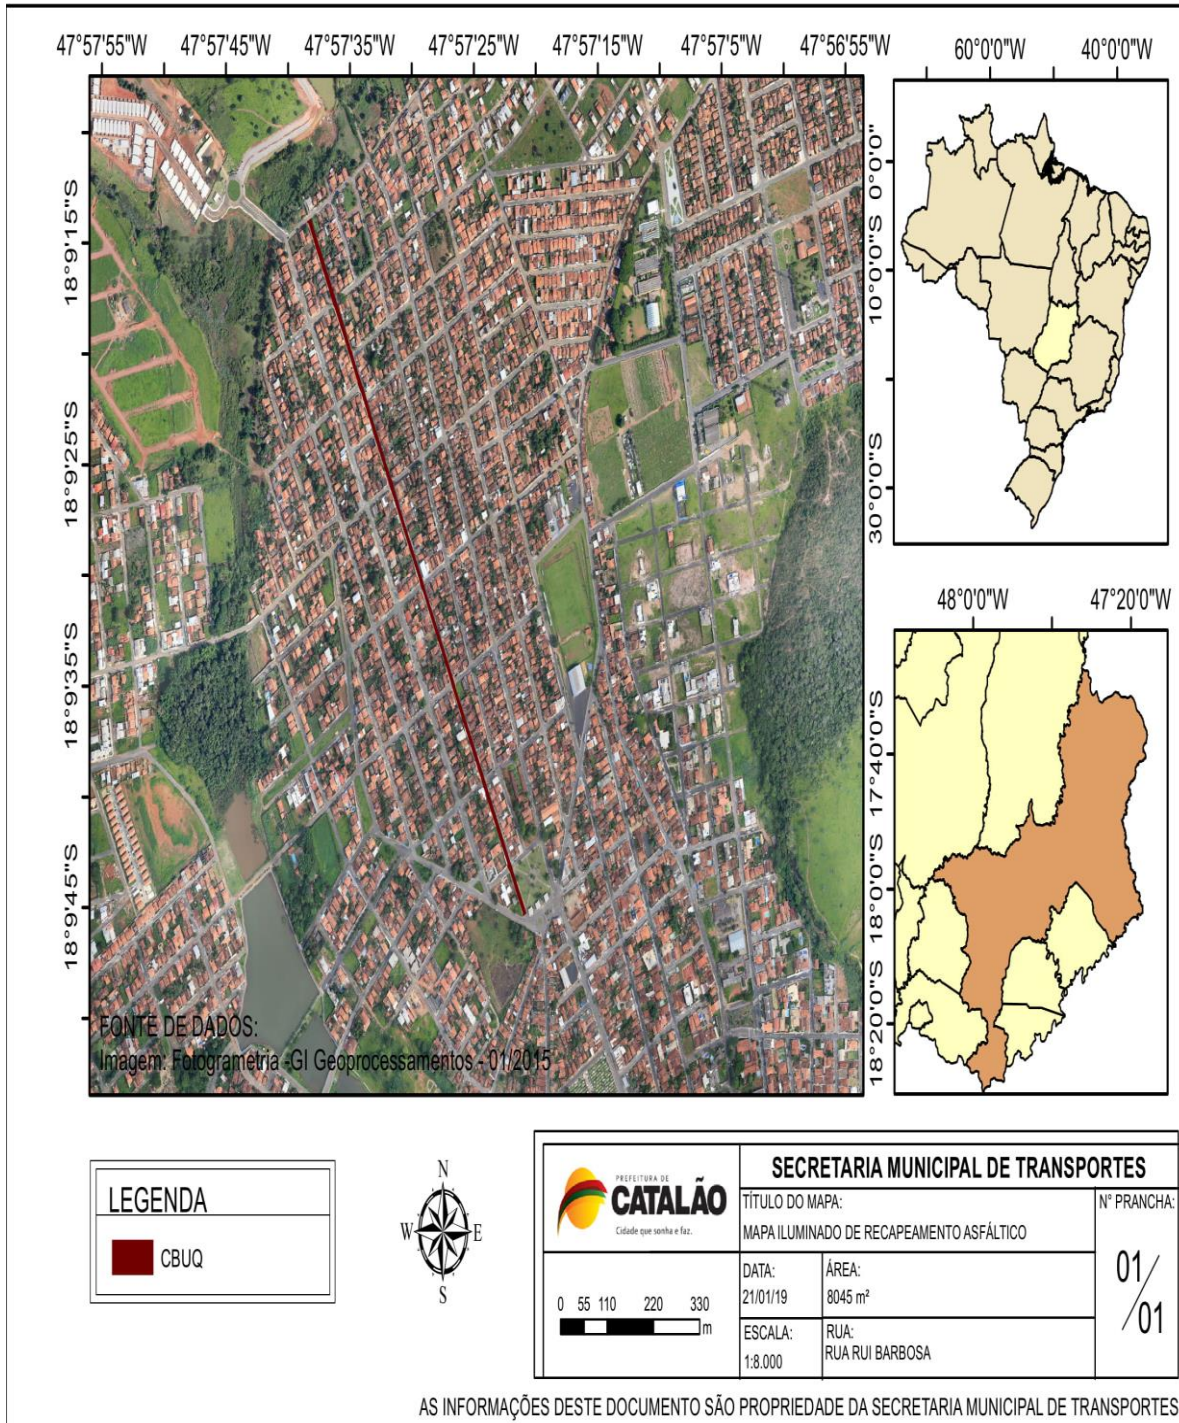 47°57'55"W 47°57'45"W 47°57'35"W 47°57'25"W 47°57'15"W 47°57'5"W 47°56'55"W
18°9'15"S
18°9'25"S
18°9'35"S
18°9'45"S
FONTE DE DADOS:
Imagem: Fotogrametria -GI Geoprocessamentos - 01/2015
60°0'0"W 40°0'0"W
0°0'0"
10°0'0"S
30°0'0"S
48°0'0"W 47°20'0"W
17°40'0"S
18°0'0"S
18°20'0"S
LEGENDA
CBUQ
N
W E
S
PREFEITURA DE
CATALÃO
Cidade que sonha e faz.
0 55 110 220 330
m
SECRETARIA MUNICIPAL DE TRANSPORTES
TÍTULO DO MAPA:
MAPA ILUMINADO DE RECAPEAMENTO ASFÁLTICO
N° PRANCHA:
01/01
DATA:
21/01/19
ÁREA:
8045 m²
ESCALA:
1:8.000
RUA:
RUA RUI BARBOSA
AS INFORMAÇÕES DESTE DOCUMENTO SÃO PROPRIEDADE DA SECRETARIA MUNICIPAL DE TRANSPORTES